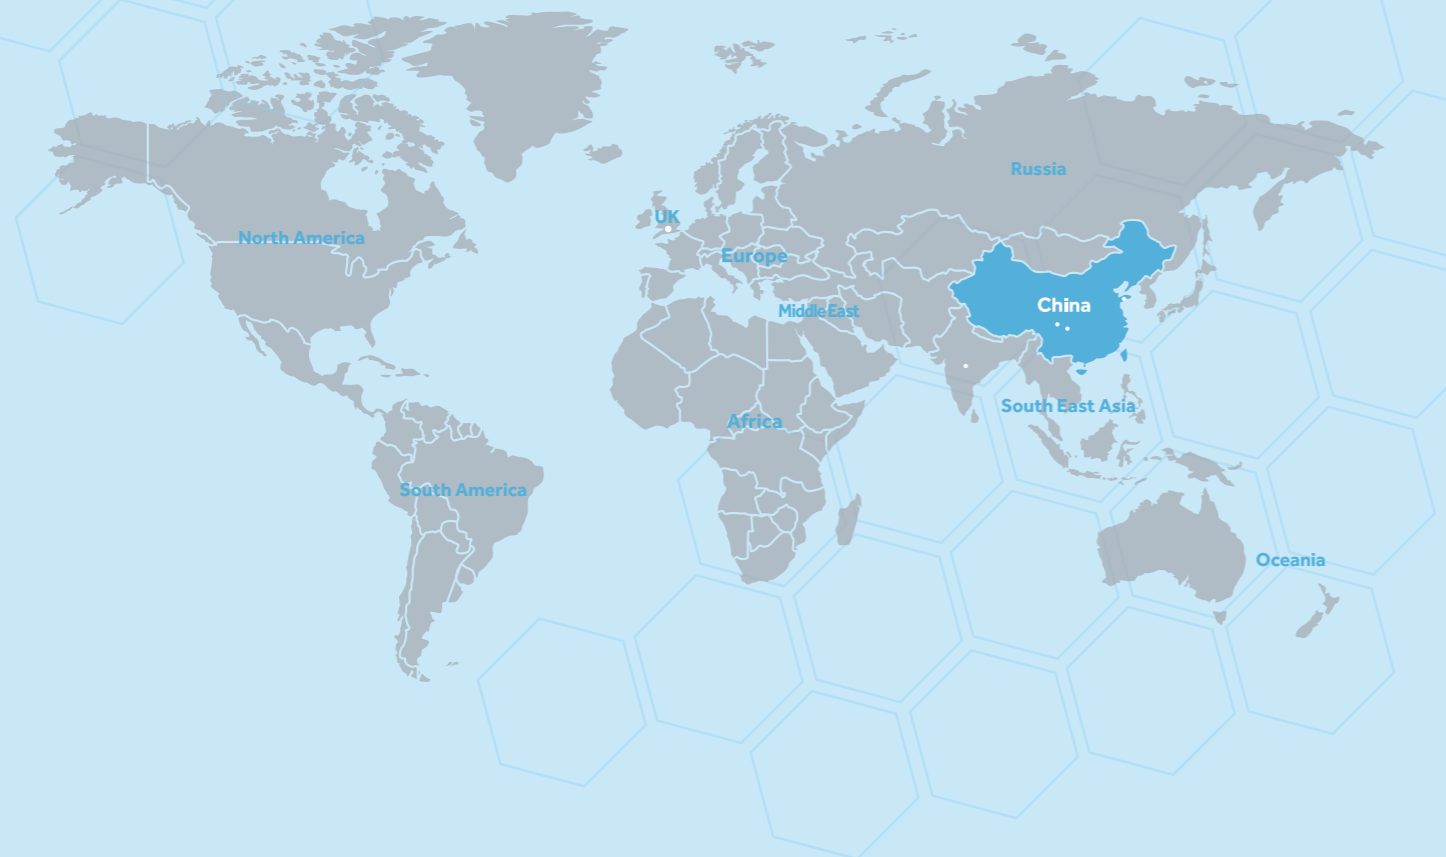 Russia
UK
North America
Europe
China
Middle East
South East Asia
Africa
South America
Oceania